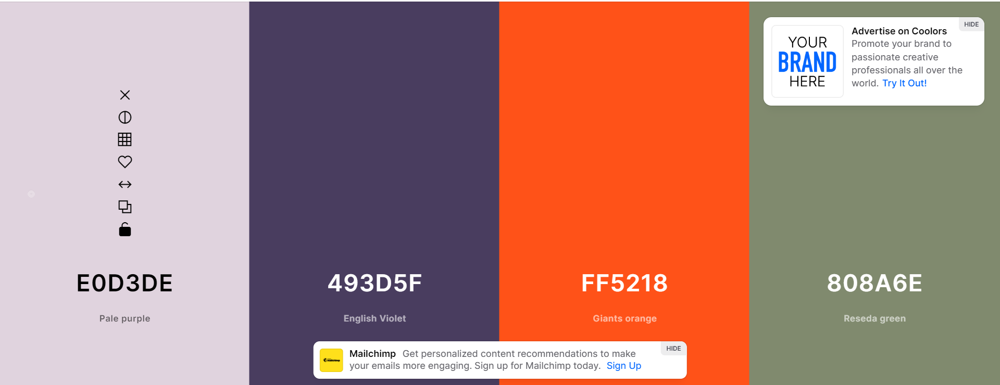 HIDE
YOUR
BRAND
HERE
Advertise on Coolors
Promote your brand to
passionate creative
professionals all over the
world. Try It Out!
E0D3DE
493D5F
FF5218
808A6E
Pale purple
English Violet
Giants orange
Reseda green
HIDE
mailchimp
Mailchimp Get personalized content recommendations to make
your emails more engaging. Sign up for Mailchimp today. Sign Up